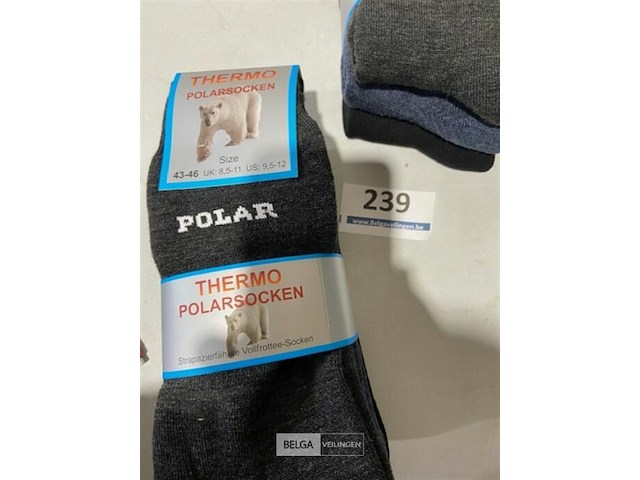 THERMO
POLARSOCKEN
Size
43-46 UK: 8,5-11 US: 9,5-12
POLAR
239
www.Belgaveilingen.be
THERMO
POLARSOCKEN
Strapazierfähige Vollfrottee-Socken
BELGA VEILINGEN